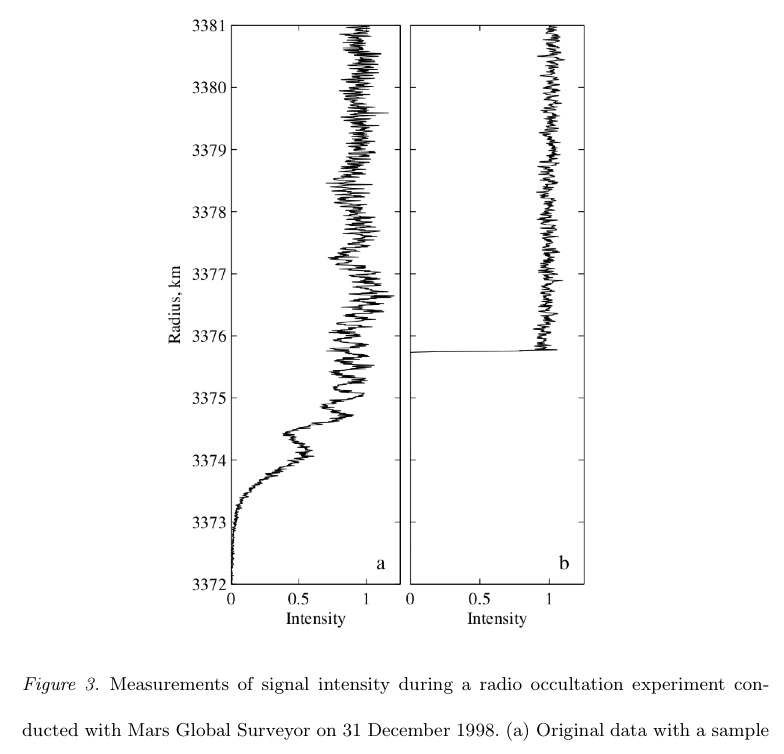 3381
3380
3379
3378
3377
3376
3375
3374
3373
3372
Radius, km
a
b
0 0.5 1
0 0.5 1
Intensity
Intensity
Figure 3. Measurements of signal intensity during a radio occultation experiment con-
ducted with Mars Global Surveyor on 31 December 1998. (a) Original data with a sample